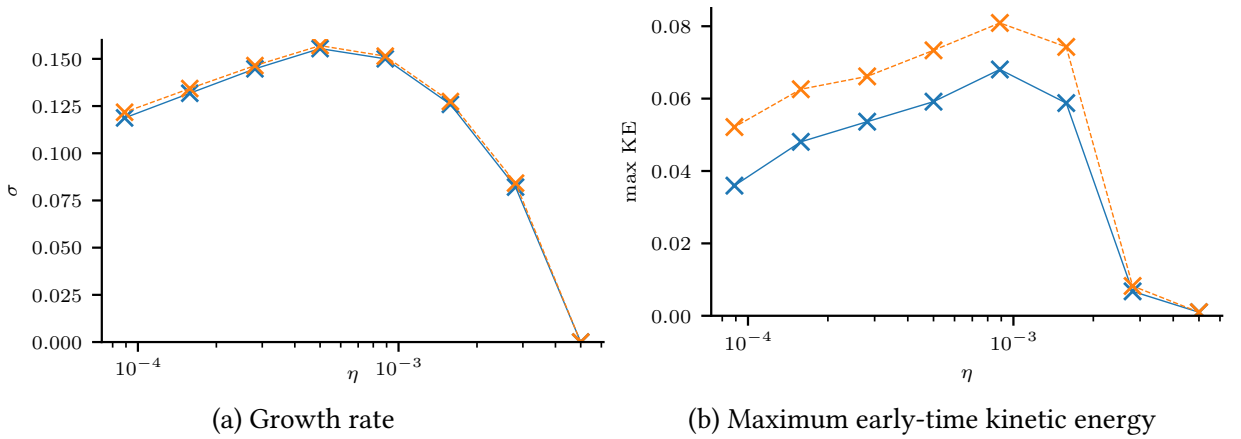 0.150
0.125
0.100
0.075
0.050
0.025
0.000
σ
10⁻⁴
10⁻³
η
(a) Growth rate
0.08
0.06
0.04
0.02
0.00
max KE
10⁻⁴
10⁻³
η
(b) Maximum early-time kinetic energy